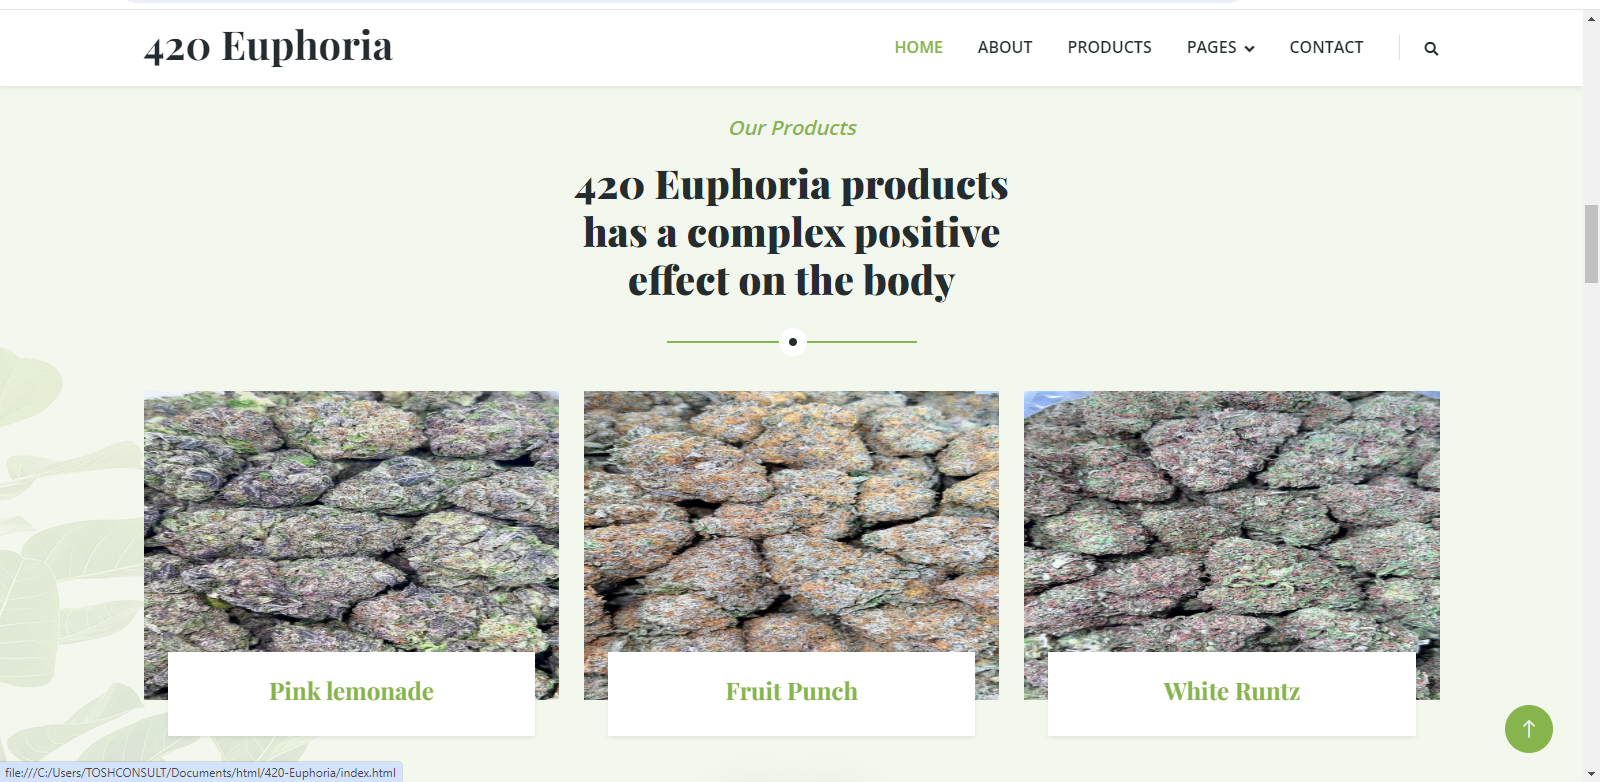 420 Euphoria
HOME
ABOUT
PRODUCTS
PAGES
CONTACT
Our Products
420 Euphoria products
has a complex positive
effect on the body
Pink lemonade
Fruit Punch
White Runtz
file:///C:/Users/TOSHCONSULT/Documents/html/420-Euphoria/index.html